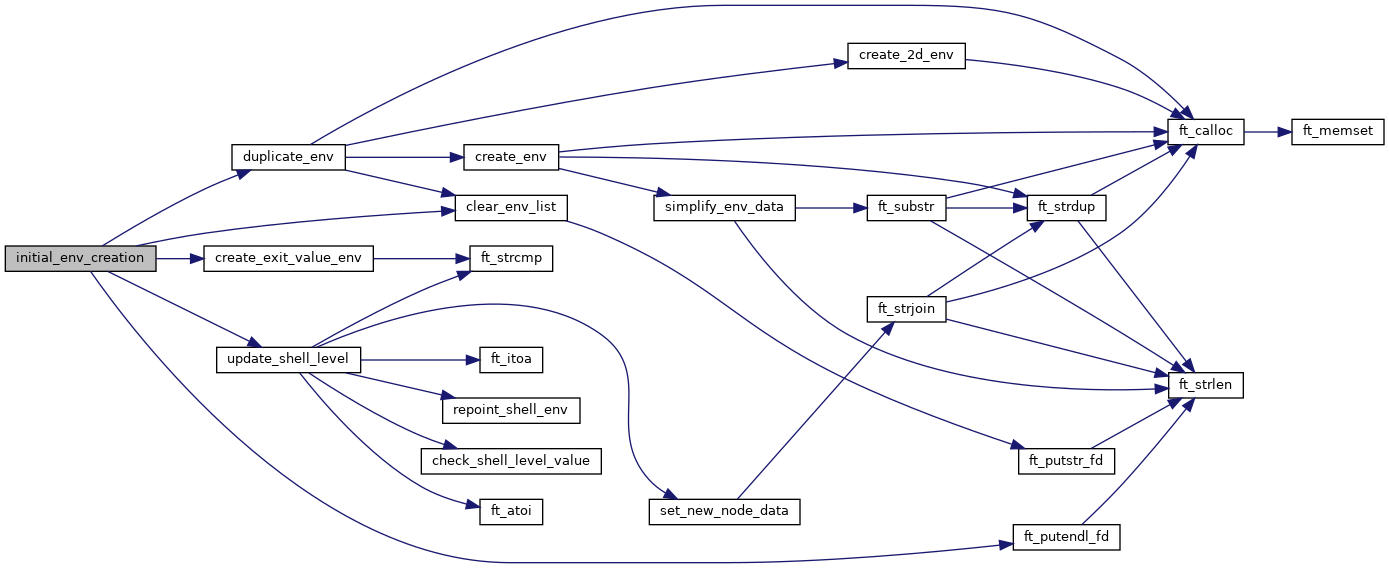 create_2d_env
ft_calloc
ft_memset
duplicate_env
create_env
clear_env_list
simplify_env_data
ft_substr
ft_strdup
initial_env_creation
create_exit_value_env
ft_strcmp
ft_strjoin
update_shell_level
ft_itoa
ft_strlen
repoint_shell_env
check_shell_level_value
ft_putstr_fd
ft_atoi
set_new_node_data
ft_putendl_fd